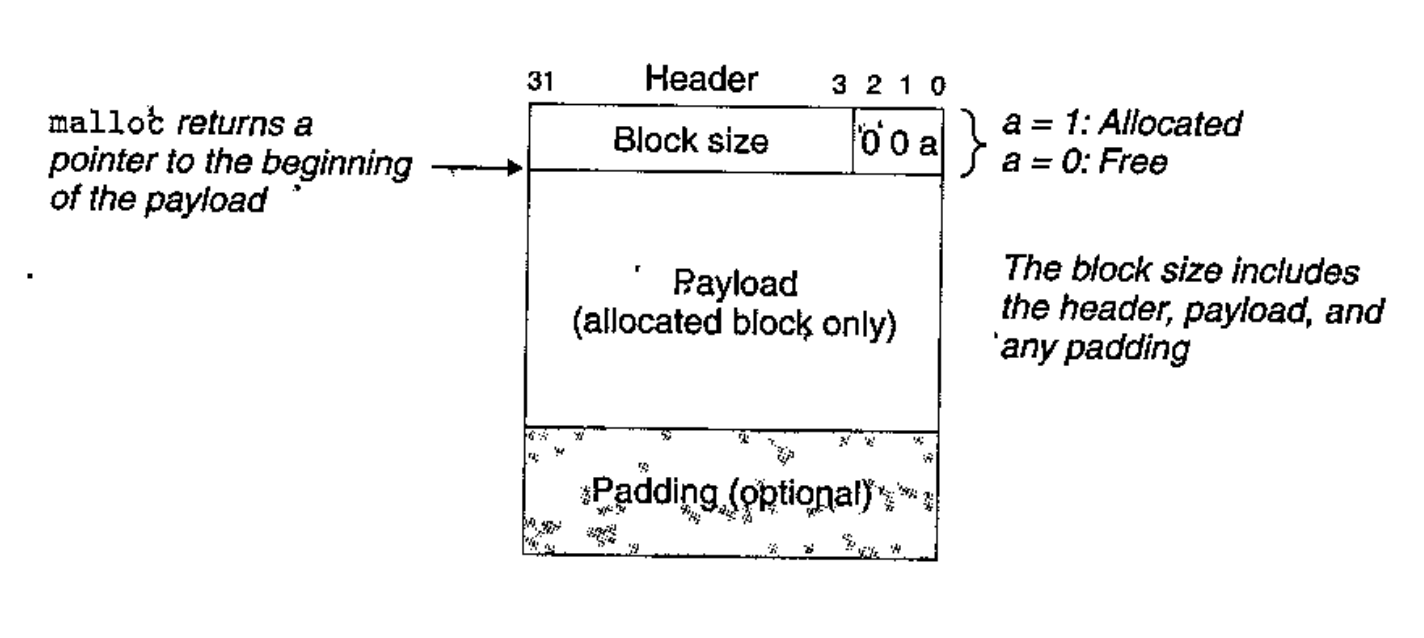 31 Header 3 2 1 0
malloc returns a
pointer to the beginning
of the payload
Block size
0 0 a
a = 1: Allocated
a = 0: Free
Payload
(allocated block only)
The block size includes
the header, payload, and
any padding
Padding (optional)